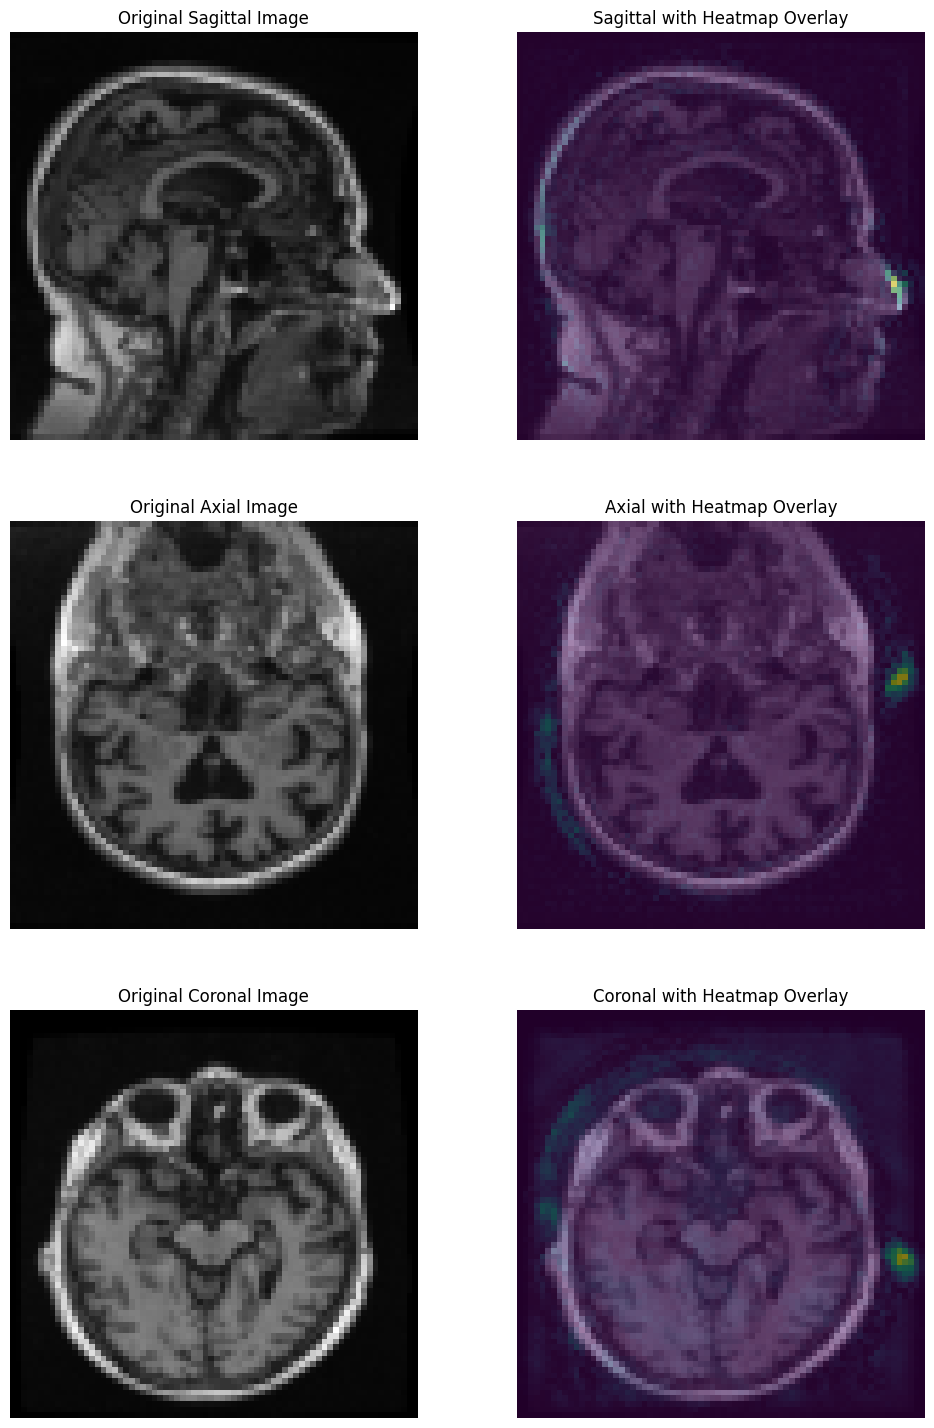 Original Sagittal Image
Sagittal with Heatmap Overlay
Original Axial Image
Axial with Heatmap Overlay
Original Coronal Image
Coronal with Heatmap Overlay